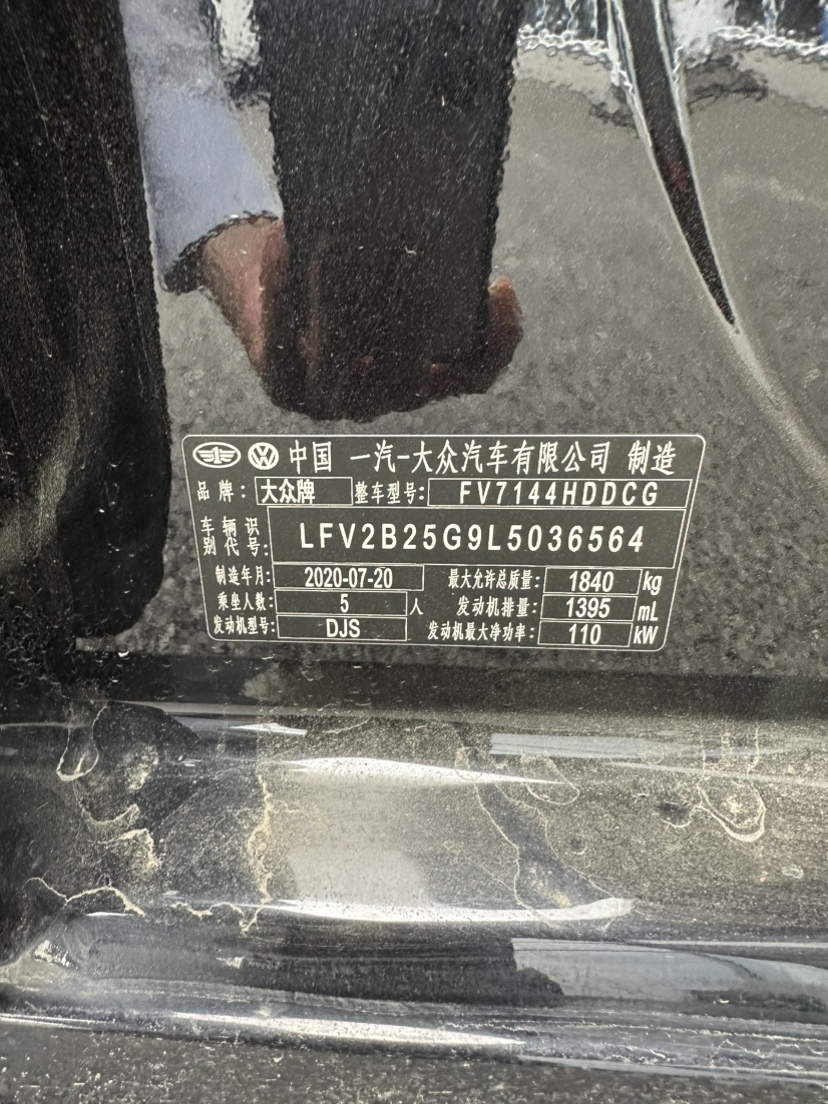 中国 一汽-大众汽车有限公司 制造
品牌: 大众牌 整车型号: FV7144HDDCG
车辆识别代号: LFV2B25G9L5036564
制造年月: 2020-07-20 最大允许总质量: 1840 kg
乘坐人数: 5 人 发动机排量: 1395 mL
发动机型号: DJS 发动机最大净功率: 110 kW